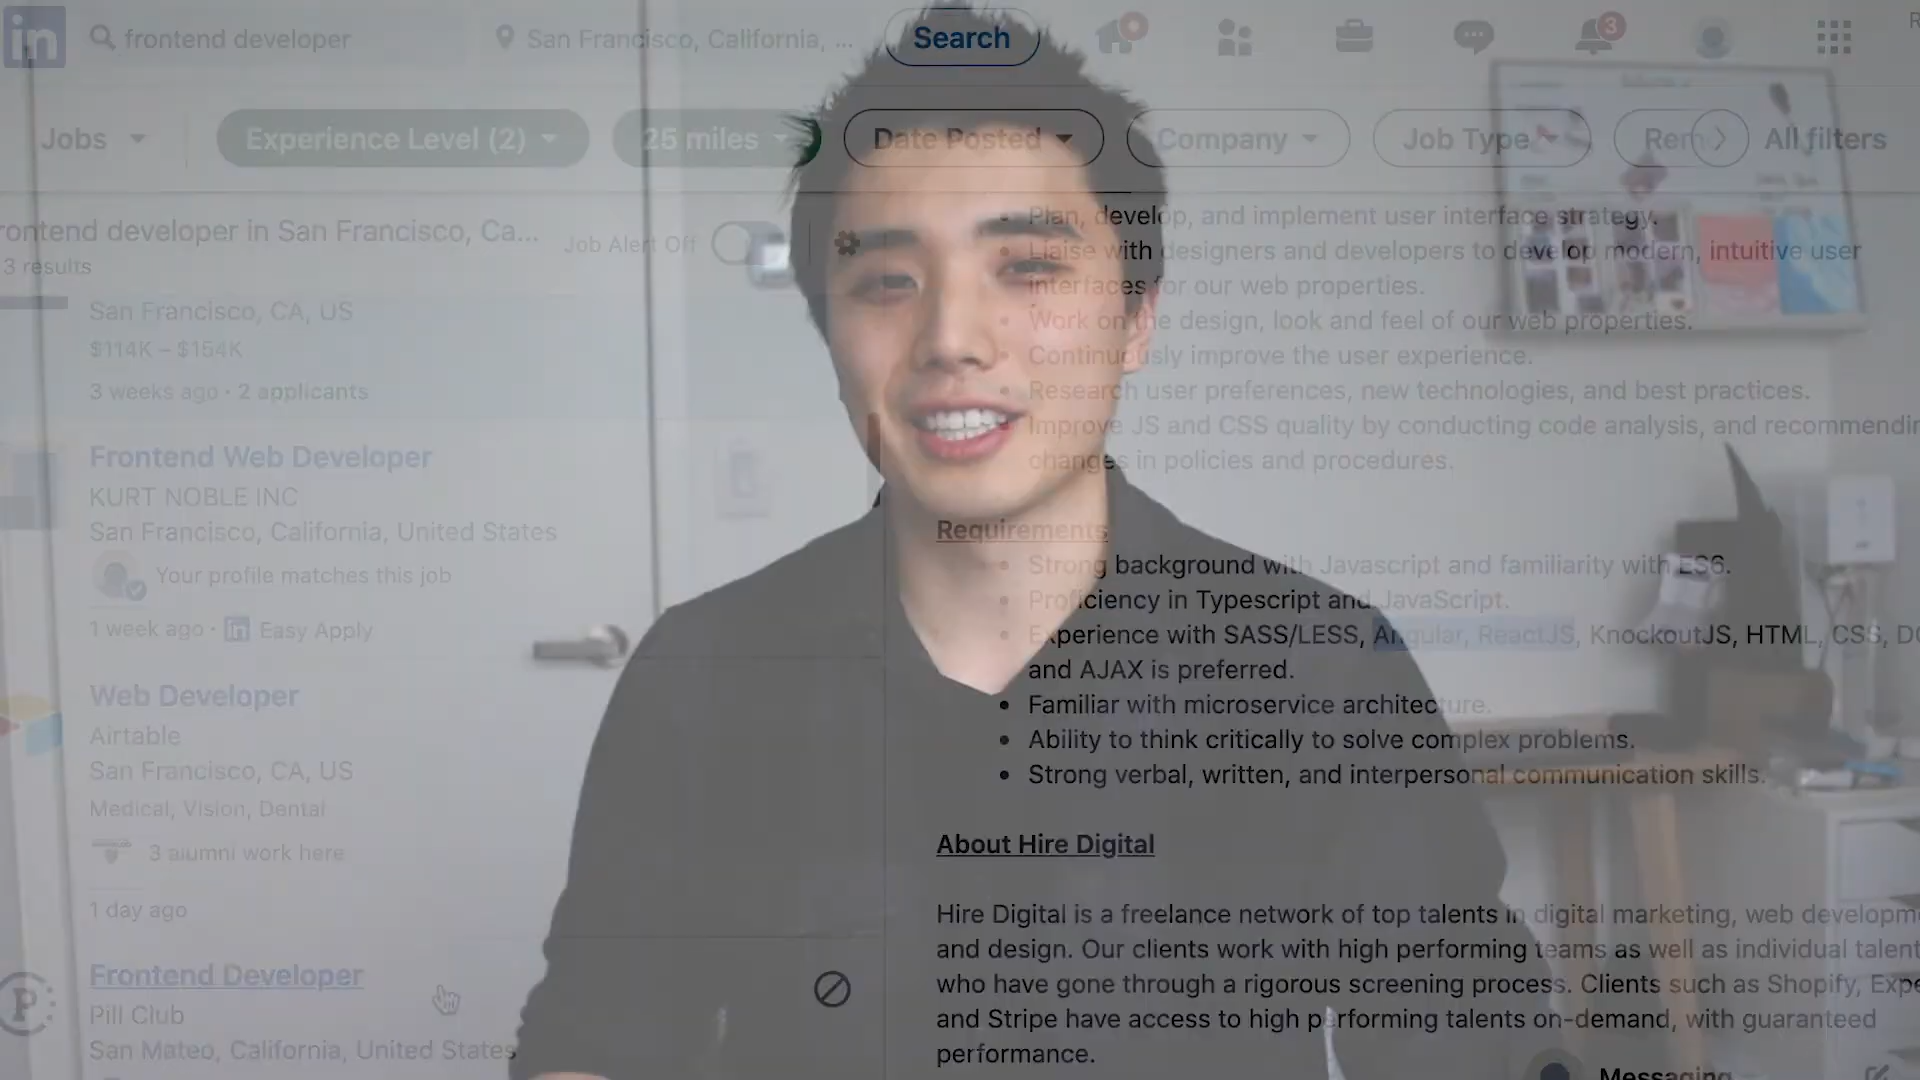 in
frontend developer
San Francisco, California, ...
Search
3
Jobs
Experience Level (2)
25 miles
Date Posted
Company
Job Type
All filters
rontend developer in San Francisco, Ca...
Job Alert Off
3 results
San Francisco, CA, US
$114K – $154K
3 weeks ago · 2 applicants
Frontend Web Developer
KURT NOBLE INC
San Francisco, California, United States
Your profile matches this job
1 week ago · in Easy Apply
Web Developer
Airtable
San Francisco, CA, US
Medical, Vision, Dental
3 alumni work here
1 day ago
Frontend Developer
Pill Club
San Mateo, California, United States
• Plan, develop, and implement user interface strategy.
• Liaise with designers and developers to develop modern, intuitive user
interfaces for our web properties.
• Work on the design, look and feel of our web properties.
• Continuously improve the user experience.
• Research user preferences, new technologies, and best practices.
• Improve JS and CSS quality by conducting code analysis, and recommendin
changes in policies and procedures.
Requirements
• Strong background with Javascript and familiarity with ES6.
• Proficiency in Typescript and JavaScript.
• Experience with SASS/LESS, Angular, ReactJS, KnockoutJS, HTML, CSS, DO
and AJAX is preferred.
• Familiar with microservice architecture.
• Ability to think critically to solve complex problems.
• Strong verbal, written, and interpersonal communication skills.
About Hire Digital
Hire Digital is a freelance network of top talents in digital marketing, web developme
and design. Our clients work with high performing teams as well as individual talent
who have gone through a rigorous screening process. Clients such as Shopify, Expe
and Stripe have access to high performing talents on-demand, with guaranteed
performance.
Messaging